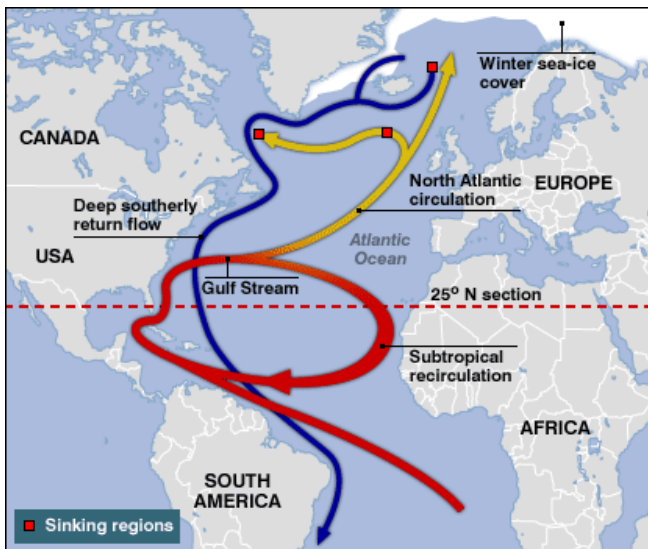 Winter sea-ice
cover
CANADA
North Atlantic
circulation
EUROPE
Deep southerly
return flow
USA
Atlantic
Ocean
Gulf Stream
25° N section
Subtropical
recirculation
AFRICA
SOUTH
AMERICA
Sinking regions